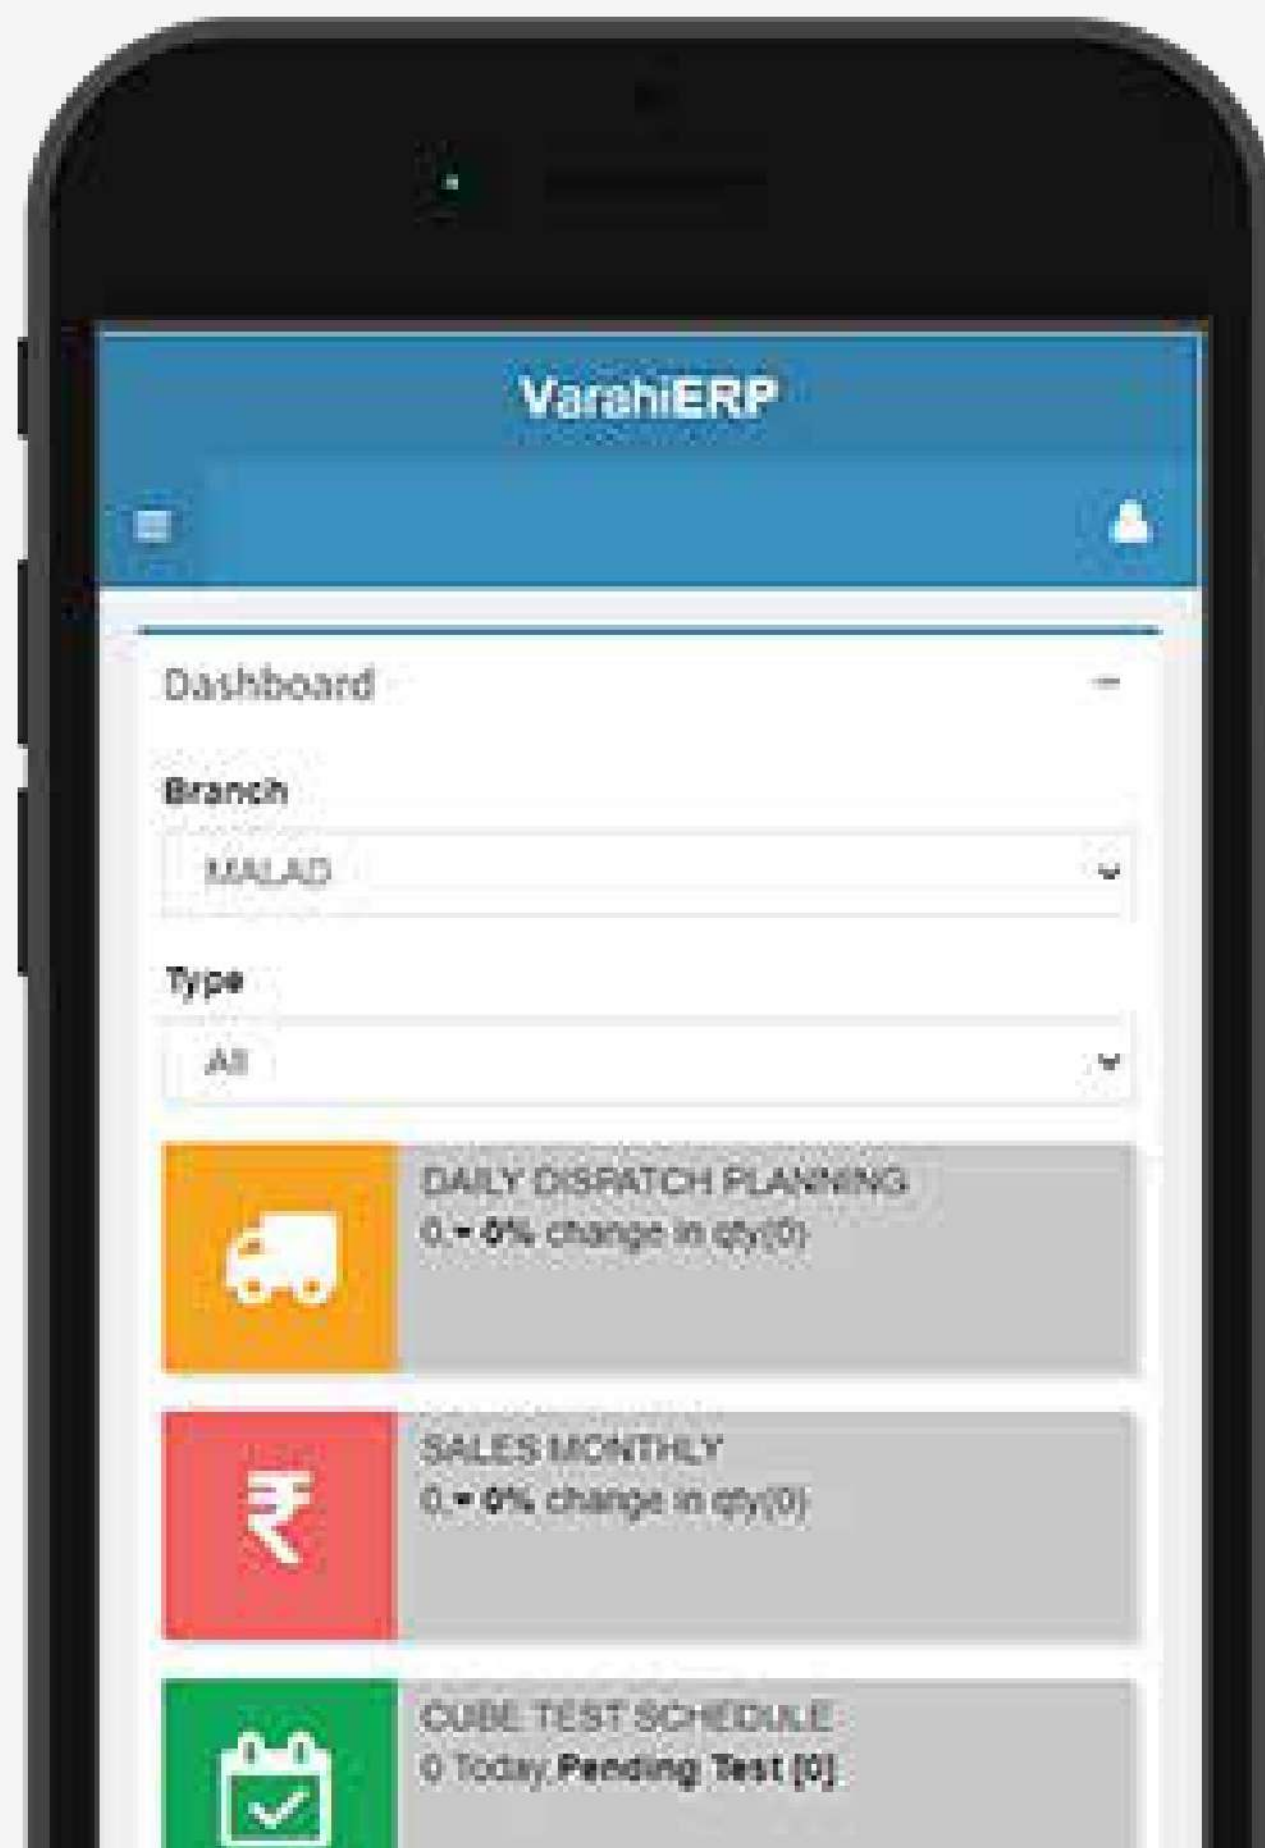 VarahiERP
Dashboard
Branch
MALAD
Type
All
DAILY DISPATCH PLANNING
0, 0% change in qty(0)
SALES MONTHLY
₹
0, 0% change in qty(0)
CUBE TEST SCHEDULE
0 Today, Pending Test [0]